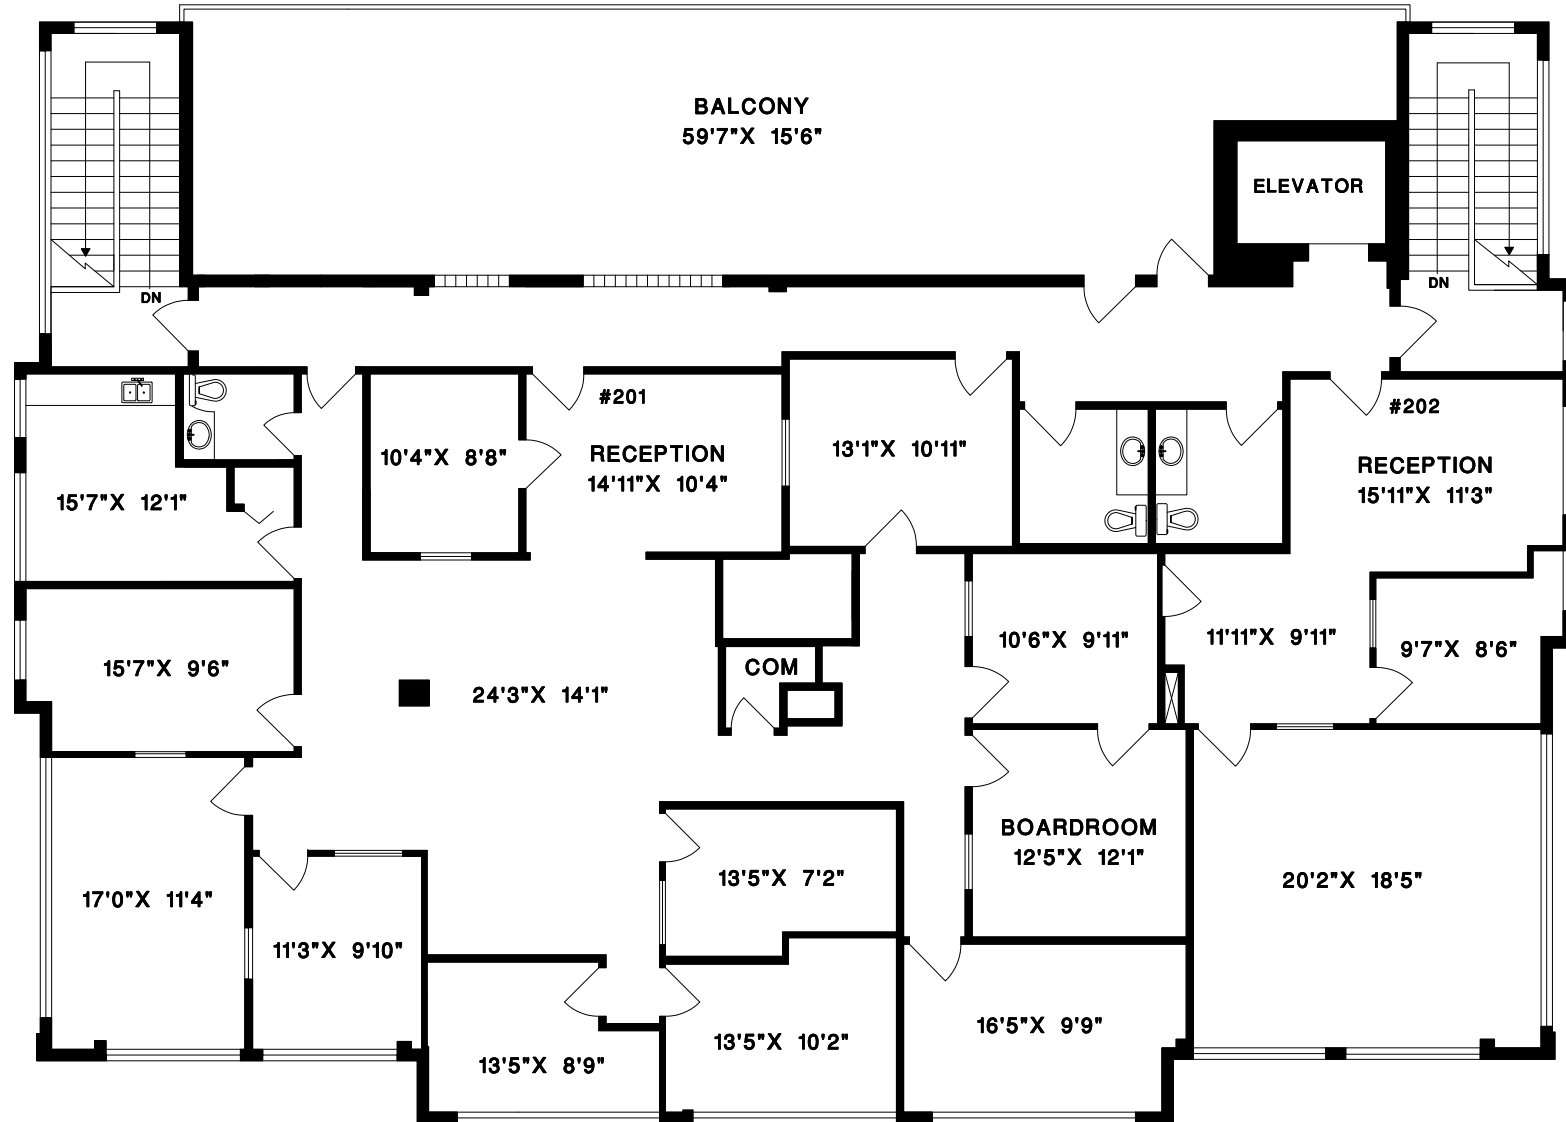 BALCONY
59'7"X 15'6"
ELEVATOR
DN
DN
#201
#202
10'4"X 8'8"
RECEPTION
14'11"X 10'4"
13'1"X 10'11"
RECEPTION
15'11"X 11'3"
15'7"X 12'1"
15'7"X 9'6"
24'3"X 14'1"
COM
10'6"X 9'11"
11'11"X 9'11"
9'7"X 8'6"
BOARDROOM
12'5"X 12'1"
13'5"X 7'2"
20'2"X 18'5"
17'0"X 11'4"
11'3"X 9'10"
16'5"X 9'9"
13'5"X 10'2"
13'5"X 8'9"